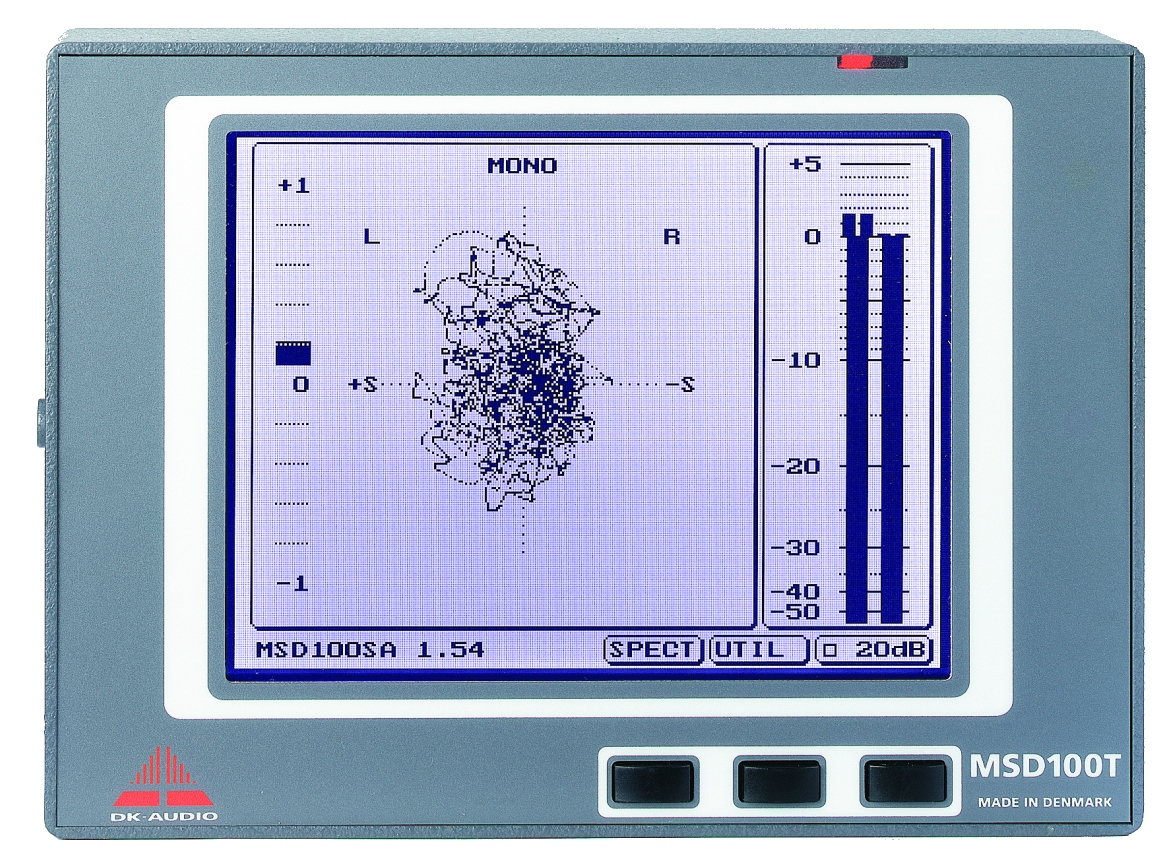 MONO
+1
L
R
0
+S
-S
-1
+5
0
-10
-20
-30
-40
-50
MSD100SA 1.54
SPECT
UTIL
20dB
DK-AUDIO
MSD100T
MADE IN DENMARK